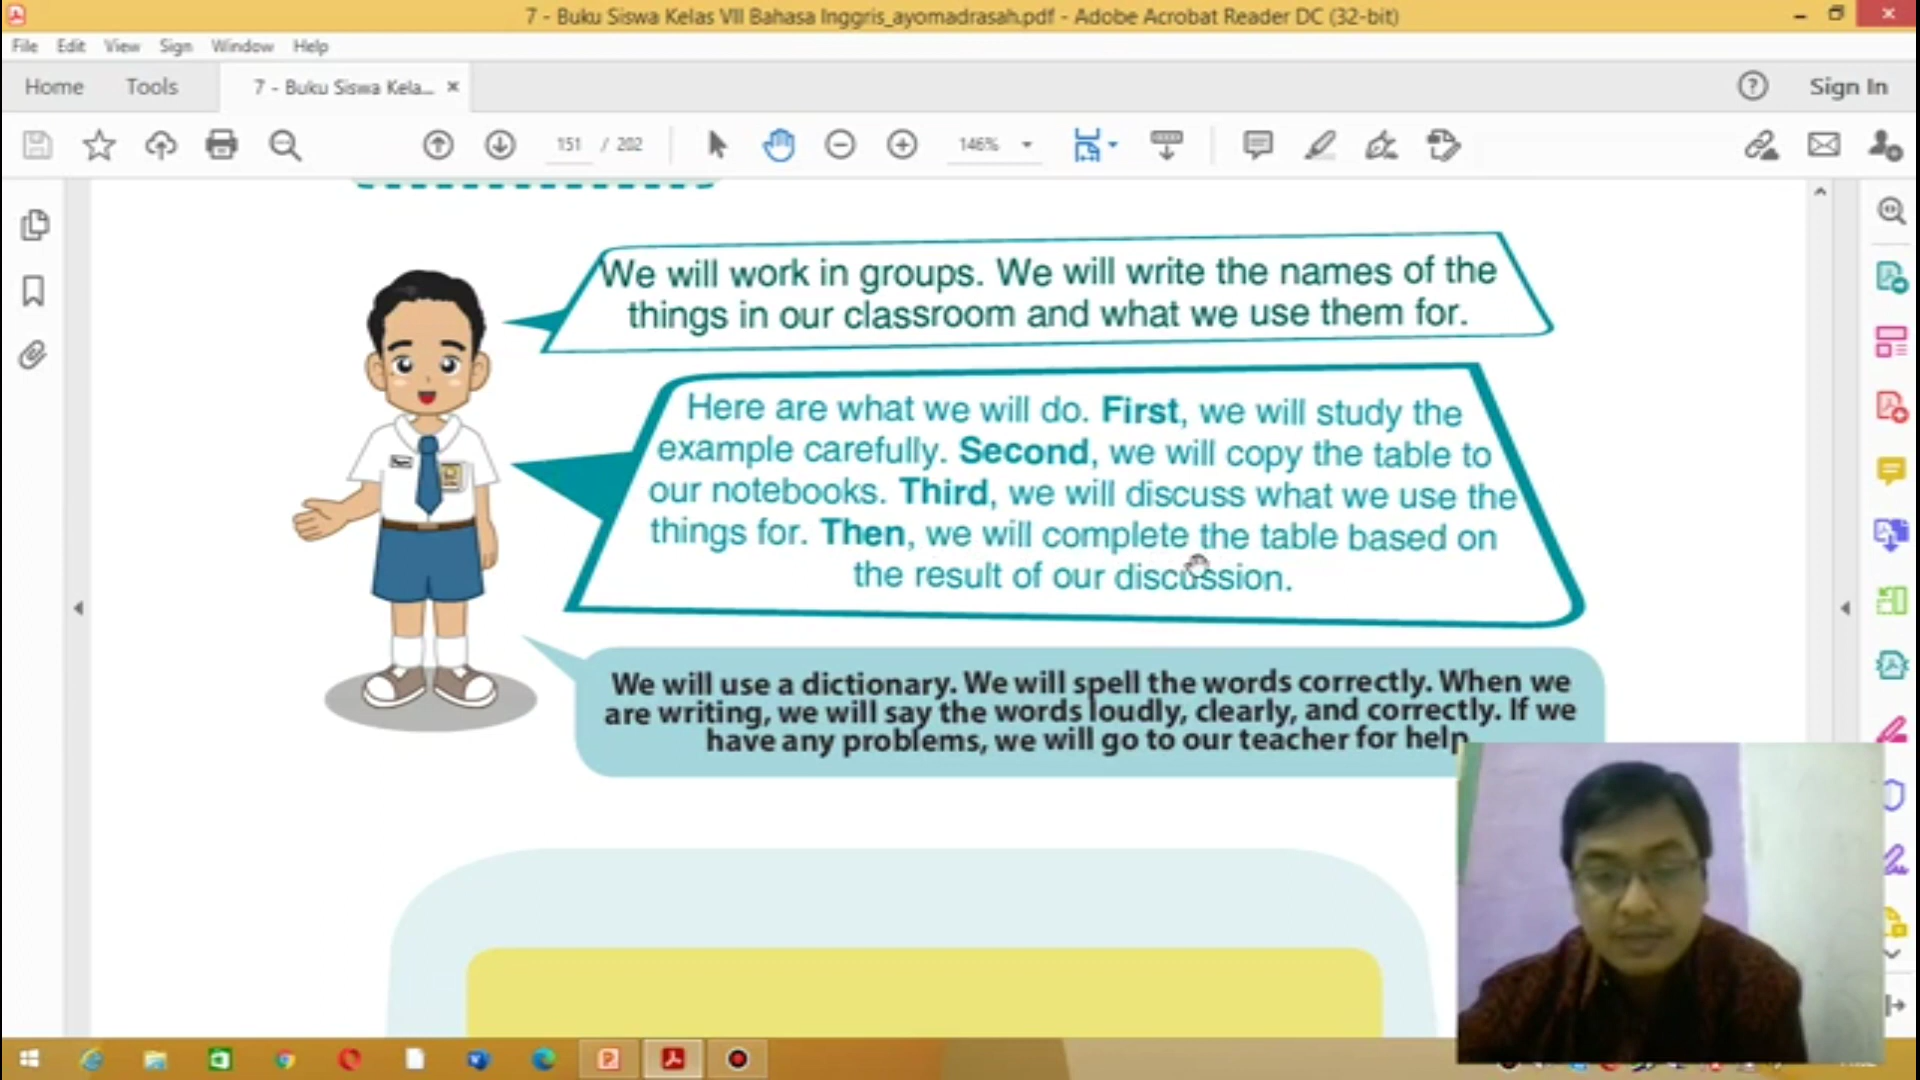 7 - Buku Siswa Kelas VII Bahasa Inggris_ayomadrasah.pdf - Adobe Acrobat Reader DC (32-bit)
File Edit View Sign Window Help
Home Tools 7 - Buku Siswa Kela... × Sign In
151 / 202 146%
We will work in groups. We will write the names of the
things in our classroom and what we use them for.
Here are what we will do. First, we will study the
example carefully. Second, we will copy the table to
our notebooks. Third, we will discuss what we use the
things for. Then, we will complete the table based on
the result of our discussion.
We will use a dictionary. We will spell the words correctly. When we
are writing, we will say the words loudly, clearly, and correctly. If we
have any problems, we will go to our teacher for help